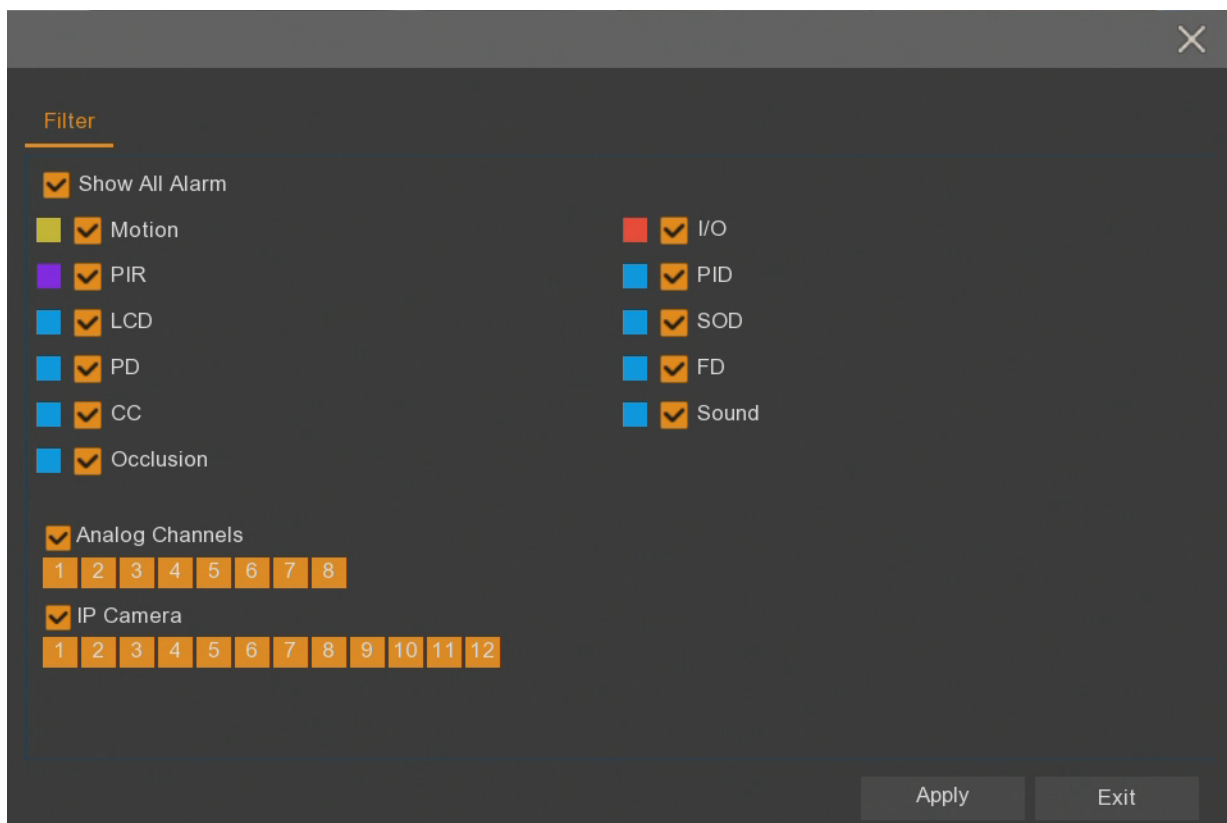 Filter
Show All Alarm
Motion I/O
PIR PID
LCD SOD
PD FD
CC Sound
Occlusion
Analog Channels
1 2 3 4 5 6 7 8
IP Camera
1 2 3 4 5 6 7 8 9 10 11 12
Apply Exit